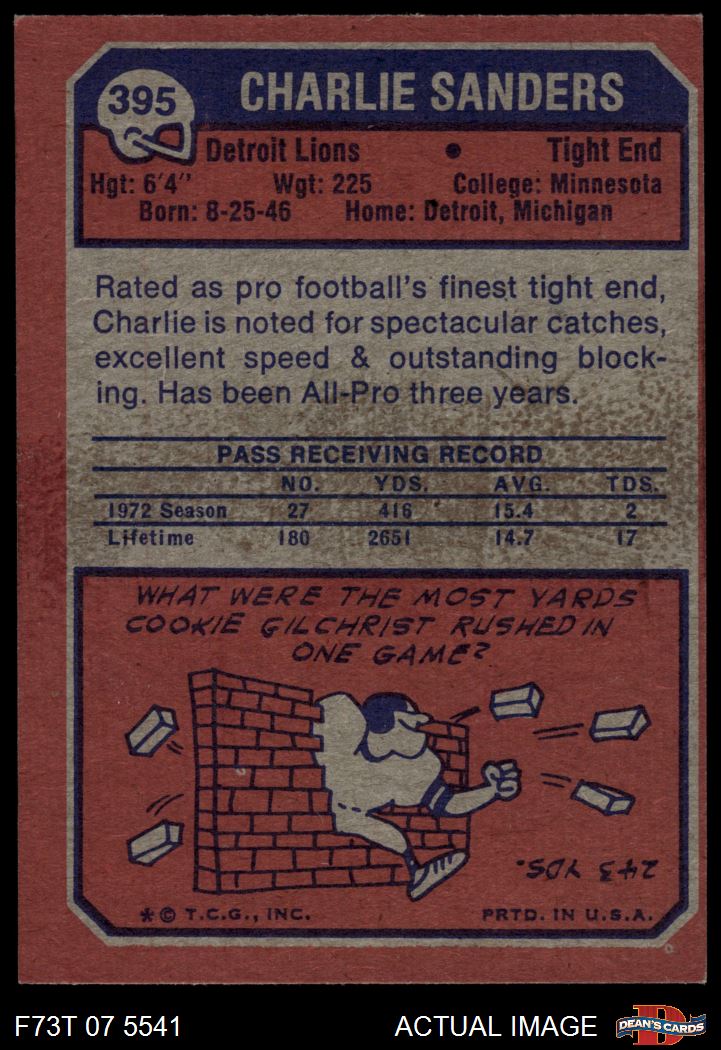 395
CHARLIE SANDERS
Detroit Lions • Tight End
Hgt: 6'4" Wgt: 225 College: Minnesota
Born: 8-25-46 Home: Detroit, Michigan
Rated as pro football's finest tight end,
Charlie is noted for spectacular catches,
excellent speed & outstanding block-
ing. Has been All-Pro three years.
PASS RECEIVING RECORD
NO. YDS. AVG. TDS.
1972 Season 27 416 15.4 2
Lifetime 180 2651 14.7 17
WHAT WERE THE MOST YARDS
COOKIE GILCHRIST RUSHED IN
ONE GAME?
243 YDS.
*© T.C.G., INC. PRTD. IN U.S.A.
F73T 07 5541 ACTUAL IMAGE
D
DEAN'S CARDS